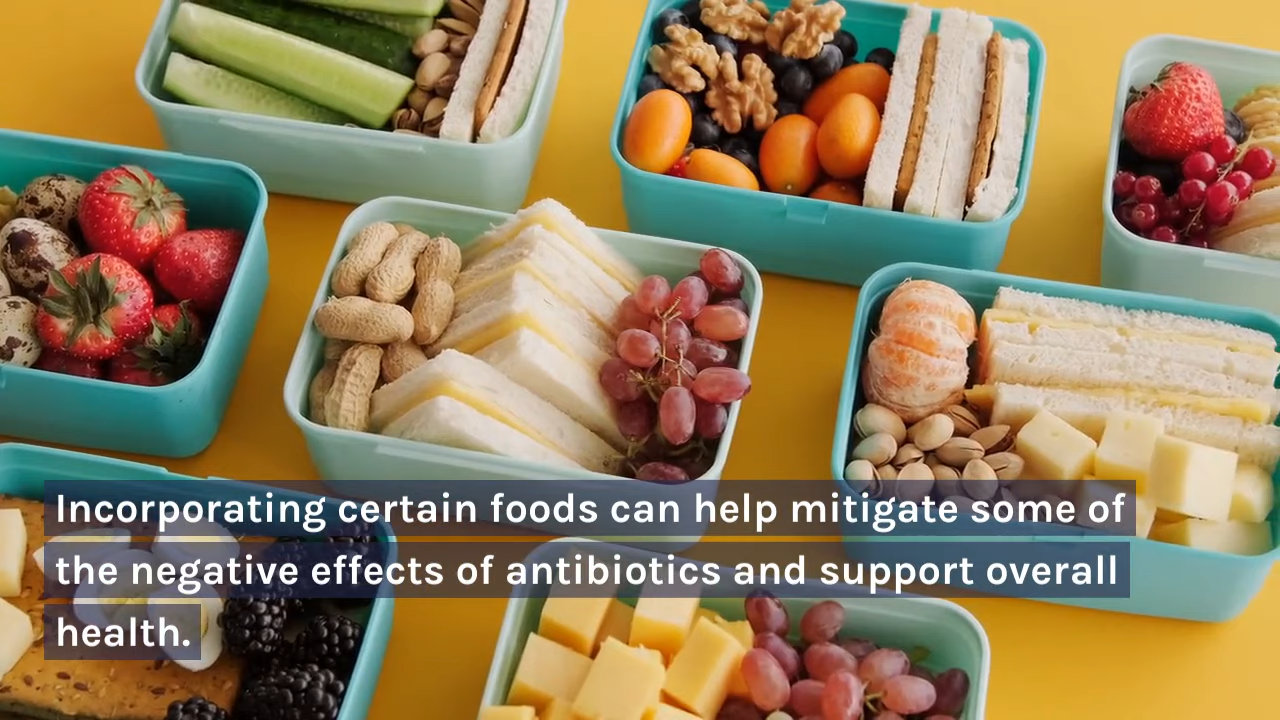 Incorporating certain foods can help mitigate some of
the negative effects of antibiotics and support overall
health.